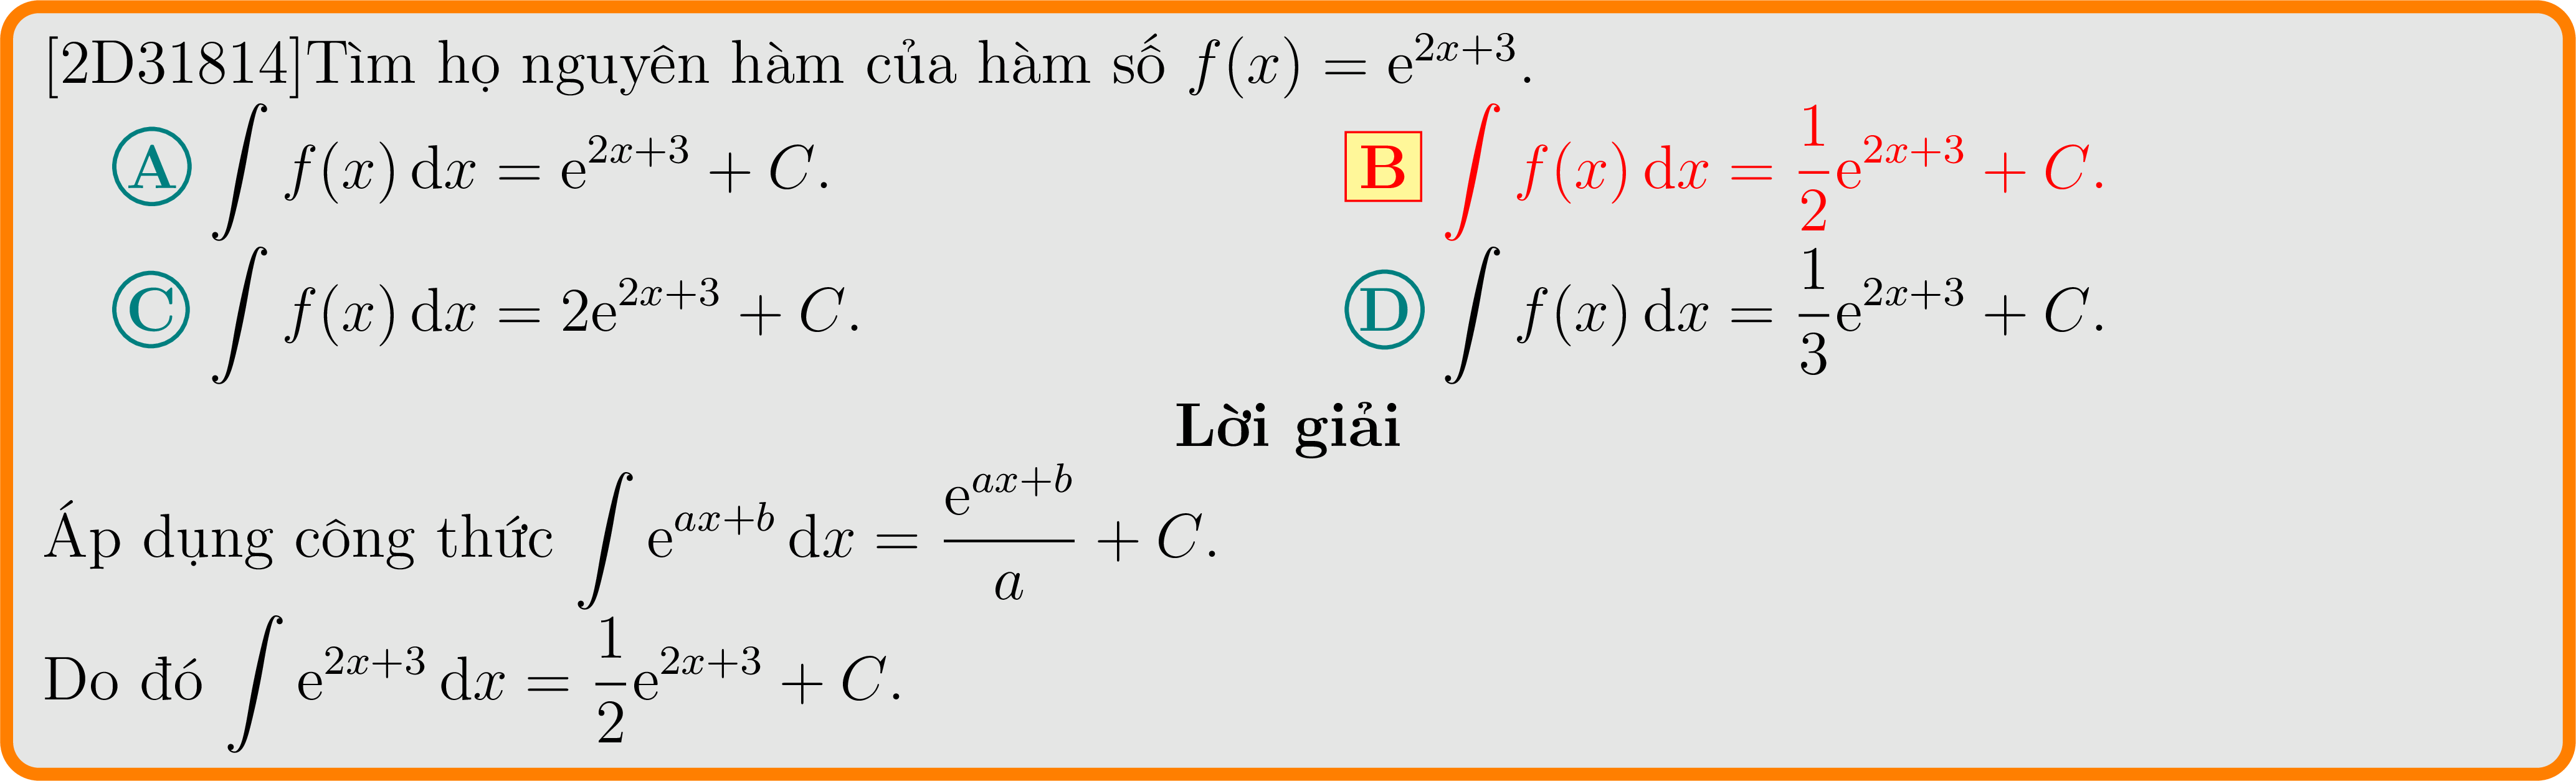 [2D31814]Tìm họ nguyên hàm của hàm số $f(x) = \mathrm{e}^{2x+3}$.
Ⓐ $\int f(x)\,\mathrm{d}x = \mathrm{e}^{2x+3} + C$. B $\int f(x)\,\mathrm{d}x = \frac{1}{2}\mathrm{e}^{2x+3} + C$.
Ⓒ $\int f(x)\,\mathrm{d}x = 2\mathrm{e}^{2x+3} + C$. Ⓓ $\int f(x)\,\mathrm{d}x = \frac{1}{3}\mathrm{e}^{2x+3} + C$.
Lời giải
Áp dụng công thức $\int \mathrm{e}^{ax+b}\,\mathrm{d}x = \frac{\mathrm{e}^{ax+b}}{a} + C$.
Do đó $\int \mathrm{e}^{2x+3}\,\mathrm{d}x = \frac{1}{2}\mathrm{e}^{2x+3} + C$.